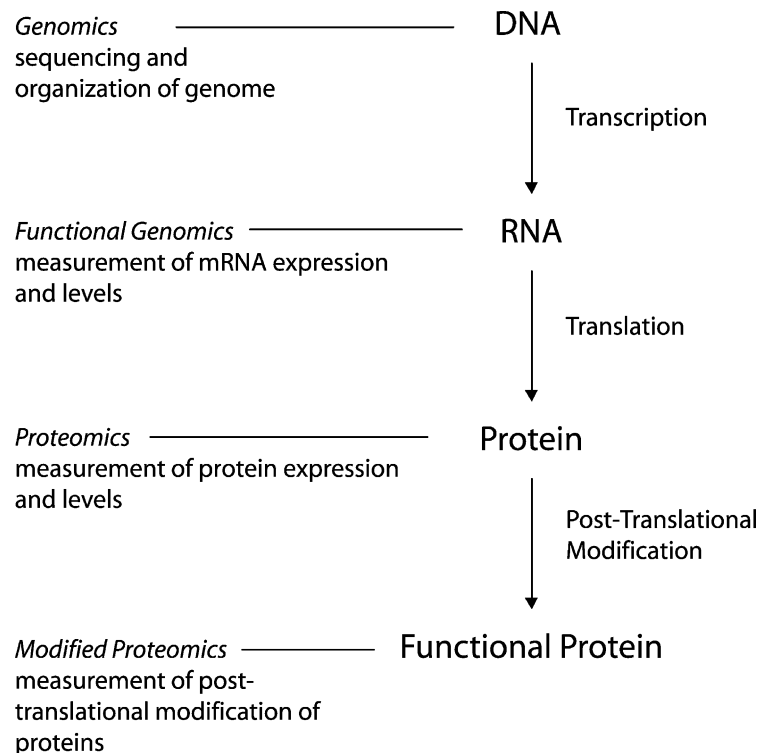 Genomics
sequencing and
organization of genome
DNA
Transcription
Functional Genomics
measurement of mRNA expression
and levels
RNA
Translation
Proteomics
measurement of protein expression
and levels
Protein
Post-Translational
Modification
Modified Proteomics
measurement of post-
translational modification of
proteins
Functional Protein